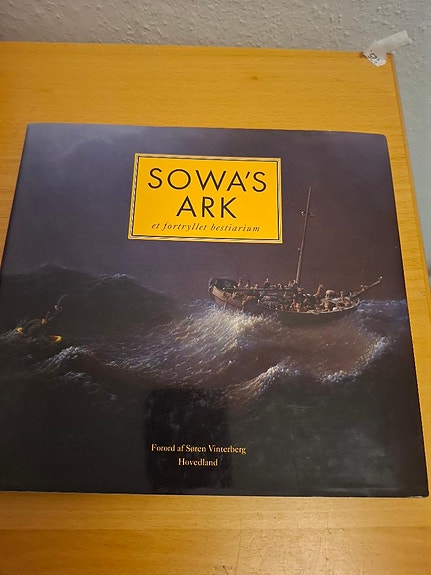 SOWA'S
ARK
et fortryllet bestiarium
Forord af Søren Vinterberg
Hovedland